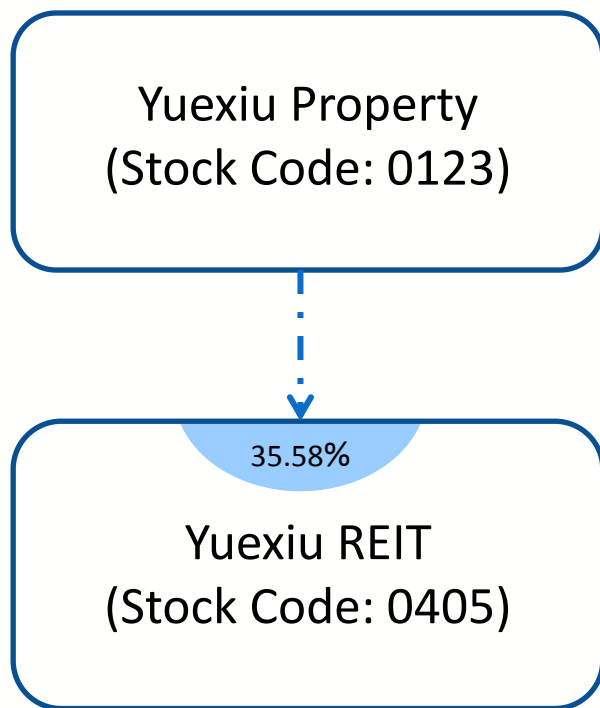 Yuexiu Property
(Stock Code: 0123)
35.58%
Yuexiu REIT
(Stock Code: 0405)